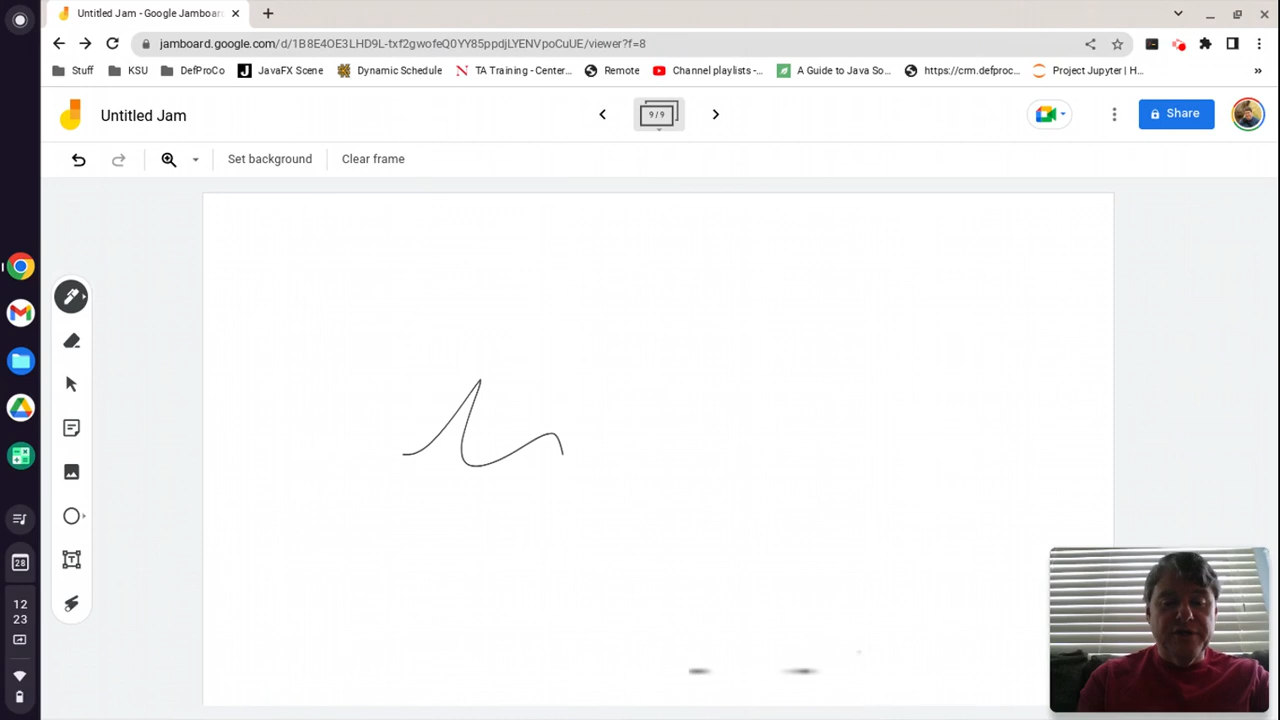 Untitled Jam - Google Jamboard
jamboard.google.com/d/1B8E4OE3LHD9L-txf2gwofeQ0YY85ppdjLYENVpoCuUE/viewer?f=8
Stuff KSU DefProCo JavaFX Scene Dynamic Schedule TA Training - Center... Remote Channel playlists -... A Guide to Java So... https://crm.defproc... Project Jupyter | H... »
Untitled Jam 9 / 9 Share
Set background Clear frame
28
12
23